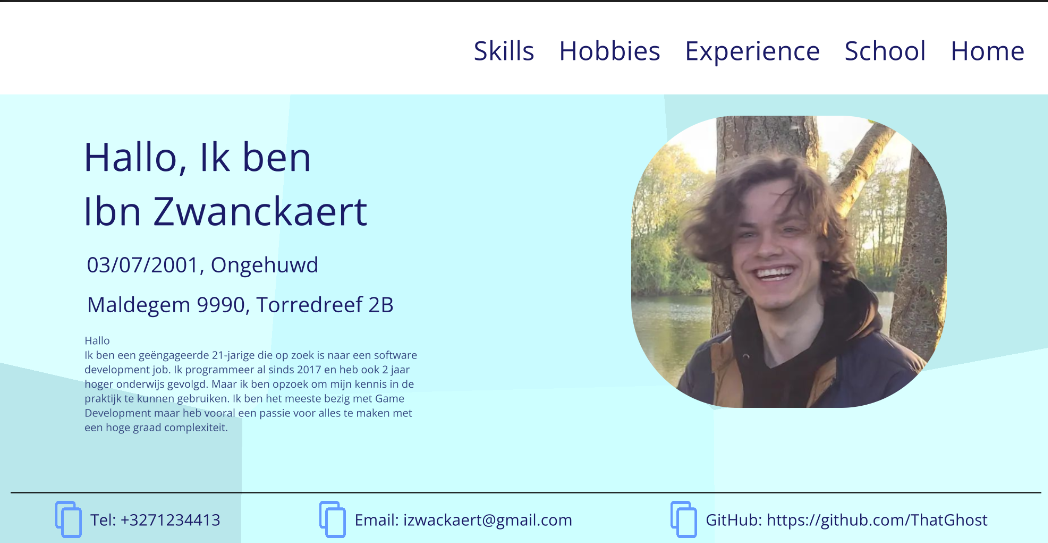 Skills Hobbies Experience School Home
Hallo, Ik ben
Ibn Zwanckaert
03/07/2001, Ongehuwd
Maldegem 9990, Torredreef 2B
Hallo
Ik ben een geëngageerde 21-jarige die op zoek is naar een software
development job. Ik programmeer al sinds 2017 en heb ook 2 jaar
hoger onderwijs gevolgd. Maar ik ben opzoek om mijn kennis in de
praktijk te kunnen gebruiken. Ik ben het meeste bezig met Game
Development maar heb vooral een passie voor alles te maken met
een hoge graad complexiteit.
Tel: +3271234413 Email: izwackaert@gmail.com GitHub: https://github.com/ThatGhost